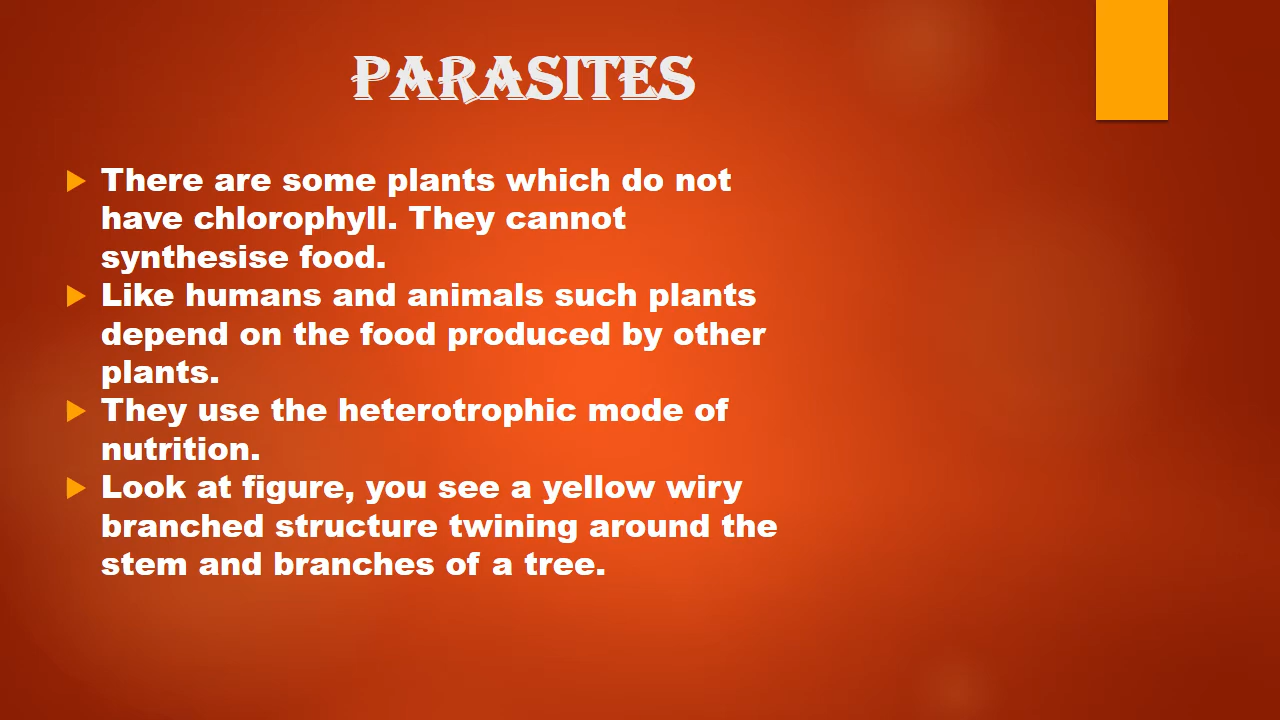 PARASITES
There are some plants which do not
have chlorophyll. They cannot
synthesise food.
Like humans and animals such plants
depend on the food produced by other
plants.
They use the heterotrophic mode of
nutrition.
Look at figure, you see a yellow wiry
branched structure twining around the
stem and branches of a tree.